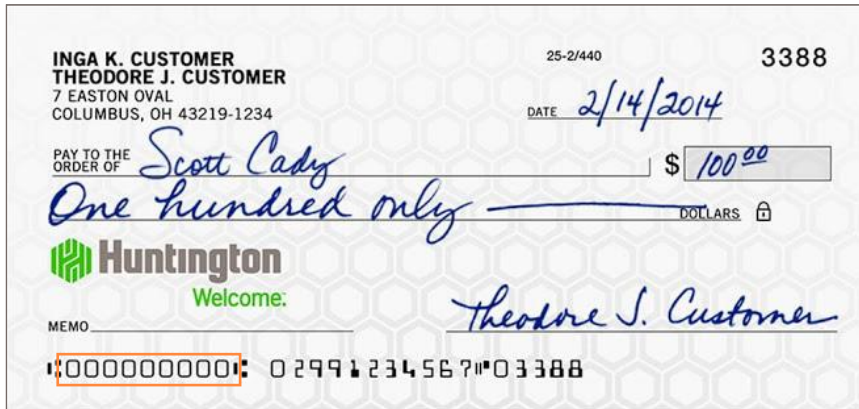 INGA K. CUSTOMER 25-2/440 3388
THEODORE J. CUSTOMER
7 EASTON OVAL
COLUMBUS, OH 43219-1234 DATE 2/14/2014
PAY TO THE
ORDER OF Scott Cady $ 100 00
One hundred only DOLLARS
Huntington
Welcome.
MEMO Theodore J. Customer
⑆000000000⑆ 02991234567⑈03388